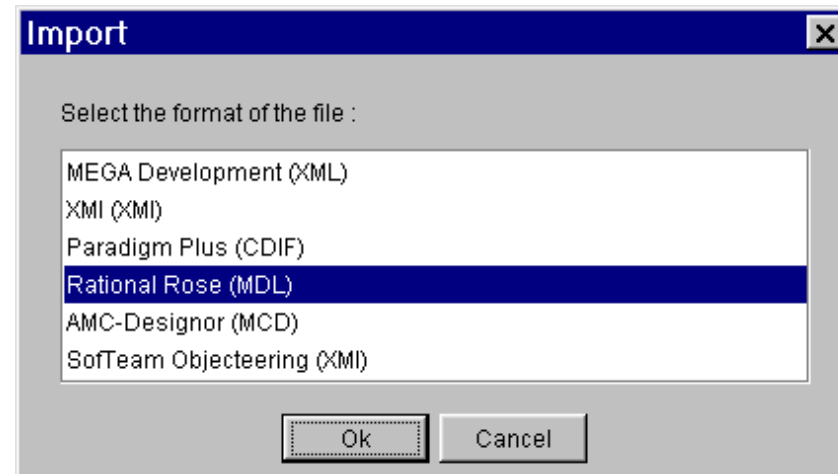 Import
Select the format of the file :
MEGA Development (XML)
XMI (XMI)
Paradigm Plus (CDIF)
Rational Rose (MDL)
AMC-Designor (MCD)
SofTeam Objecteering (XMI)
Ok Cancel